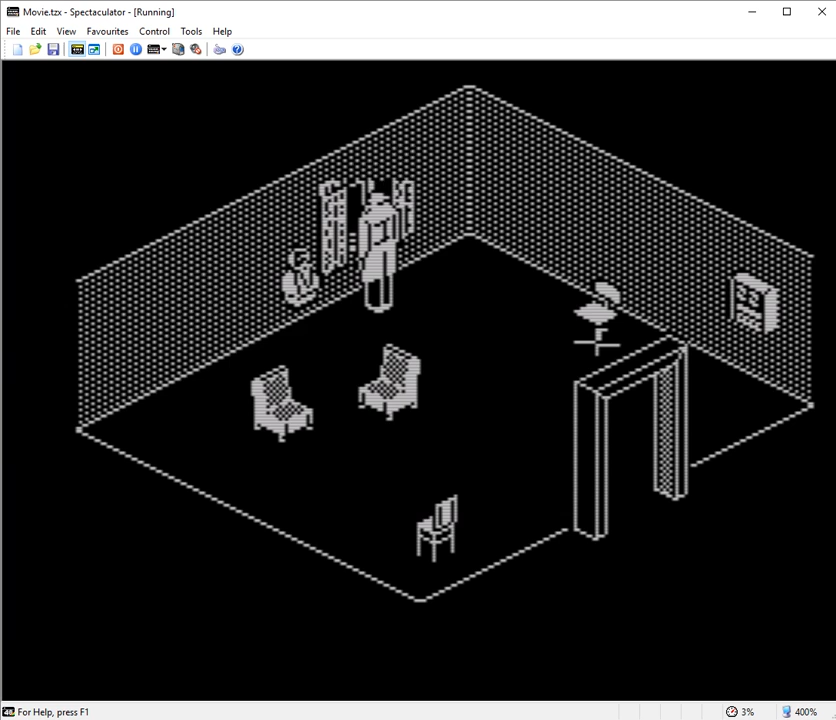 Movie.tzx - Spectaculator - [Running]
File Edit View Favourites Control Tools Help
For Help, press F1
3%
400%